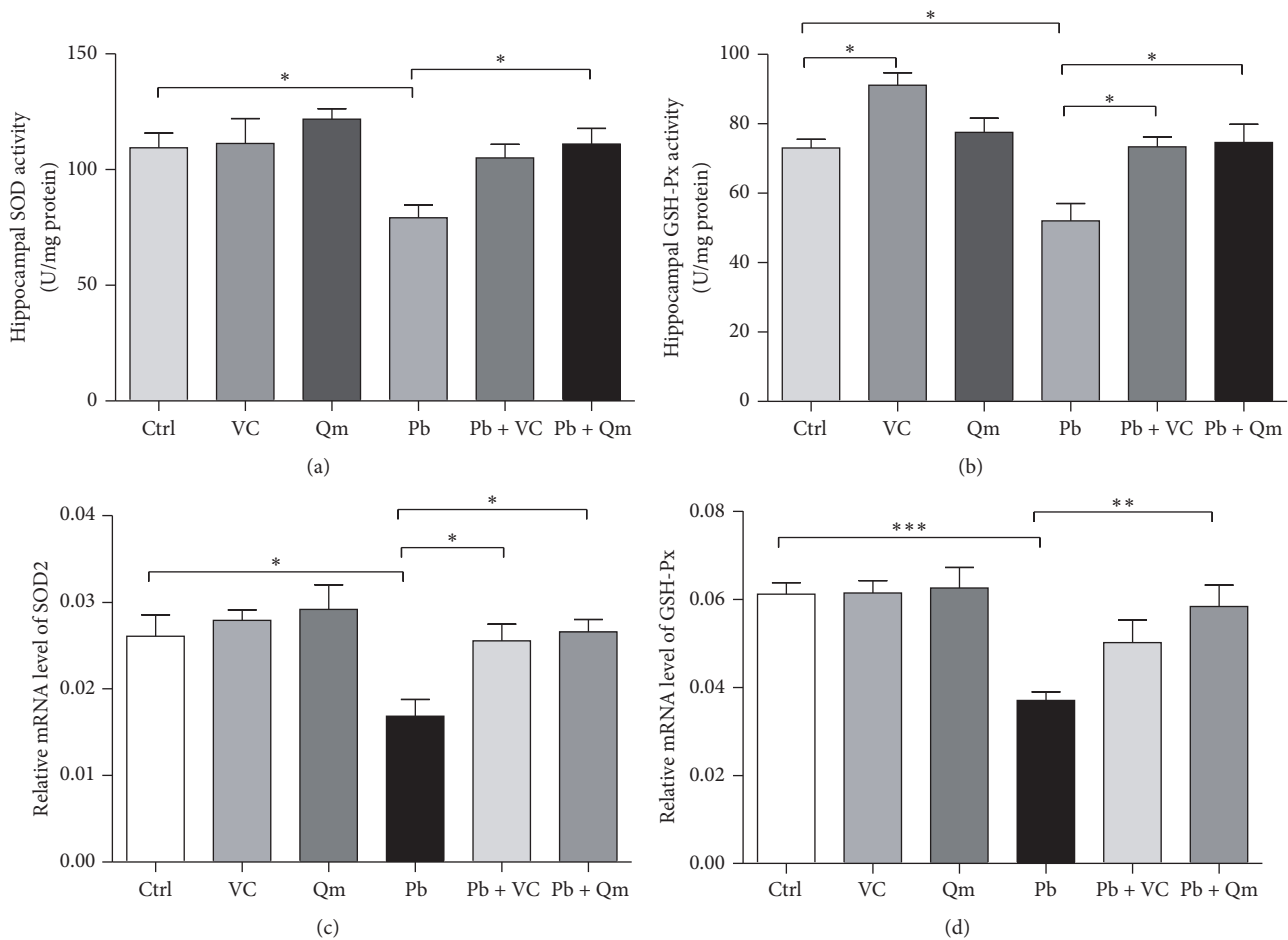 *
*
Hippocampal SOD activity
(U/mg protein)
150
100
50
0
Ctrl VC Qm Pb Pb + VC Pb + Qm
(a)
*
*
*
*
Hippocampal GSH-Px activity
(U/mg protein)
100
80
60
40
20
0
Ctrl VC Qm Pb Pb + VC Pb + Qm
(b)
*
*
*
Relative mRNA level of SOD2
0.04
0.03
0.02
0.01
0.00
Ctrl VC Qm Pb Pb + VC Pb + Qm
(c)
***
**
Relative mRNA level of GSH-Px
0.08
0.06
0.04
0.02
0.00
Ctrl VC Qm Pb Pb + VC Pb + Qm
(d)